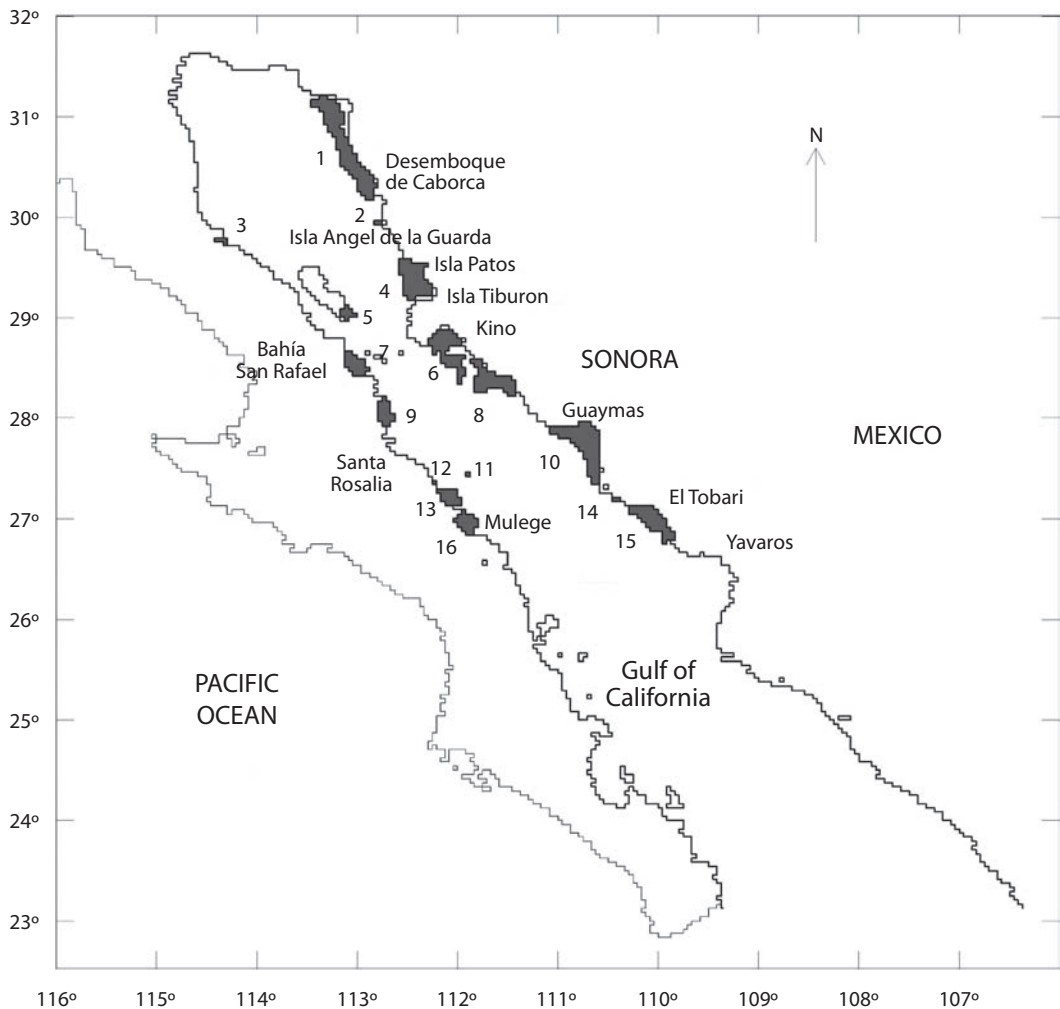 32º
31º
30º
29º
28º
27º
26º
25º
24º
23º
116º
115º
114º
113º
112º
111º
110º
109º
108º
107º
N
1
Desemboque
de Caborca
2
3
Isla Angel de la Guarda
Isla Patos
4
Isla Tiburon
5
Kino
7
Bahía
San Rafael
6
SONORA
8
9
Guaymas
MEXICO
10
Santa
Rosalia
12
11
13
14
El Tobari
Mulege
15
16
Yavaros
Gulf of
California
PACIFIC
OCEAN